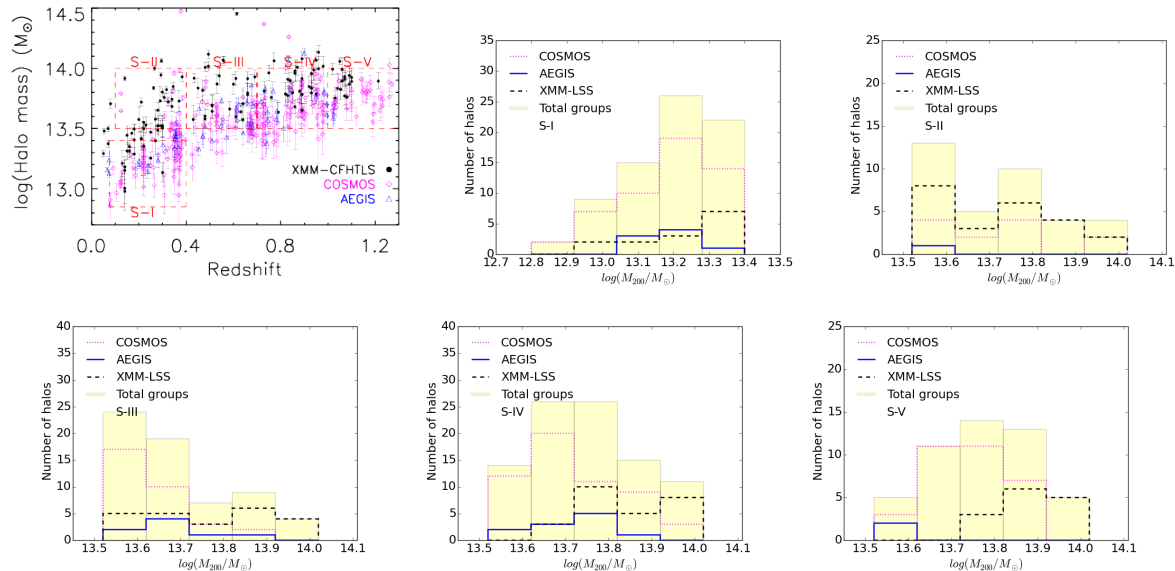 14.5
14.0
13.5
13.0
log(Halo mass) (M⊙)
S-II
S-III
S-IV
S-V
S-I
XMM-CFHTLS
COSMOS
AEGIS
0.0 0.4 0.8 1.2
Redshift
35
30
25
20
15
10
5
0
Number of halos
COSMOS
AEGIS
XMM-LSS
Total groups
S-I
12.7 12.8 12.9 13.0 13.1 13.2 13.3 13.4 13.5
log(M200/M⊙)
25
20
15
10
5
0
Number of halos
COSMOS
AEGIS
XMM-LSS
Total groups
S-II
13.5 13.6 13.7 13.8 13.9 14.0 14.1
log(M200/M⊙)
40
35
30
25
20
15
10
5
0
Number of halos
COSMOS
AEGIS
XMM-LSS
Total groups
S-III
13.5 13.6 13.7 13.8 13.9 14.0 14.1
log(M200/M⊙)
40
35
30
25
20
15
10
5
0
Number of halos
COSMOS
AEGIS
XMM-LSS
Total groups
S-IV
13.5 13.6 13.7 13.8 13.9 14.0 14.1
log(M200/M⊙)
25
20
15
10
5
0
Number of halos
COSMOS
AEGIS
XMM-LSS
Total groups
S-V
13.5 13.6 13.7 13.8 13.9 14.0 14.1
log(M200/M⊙)